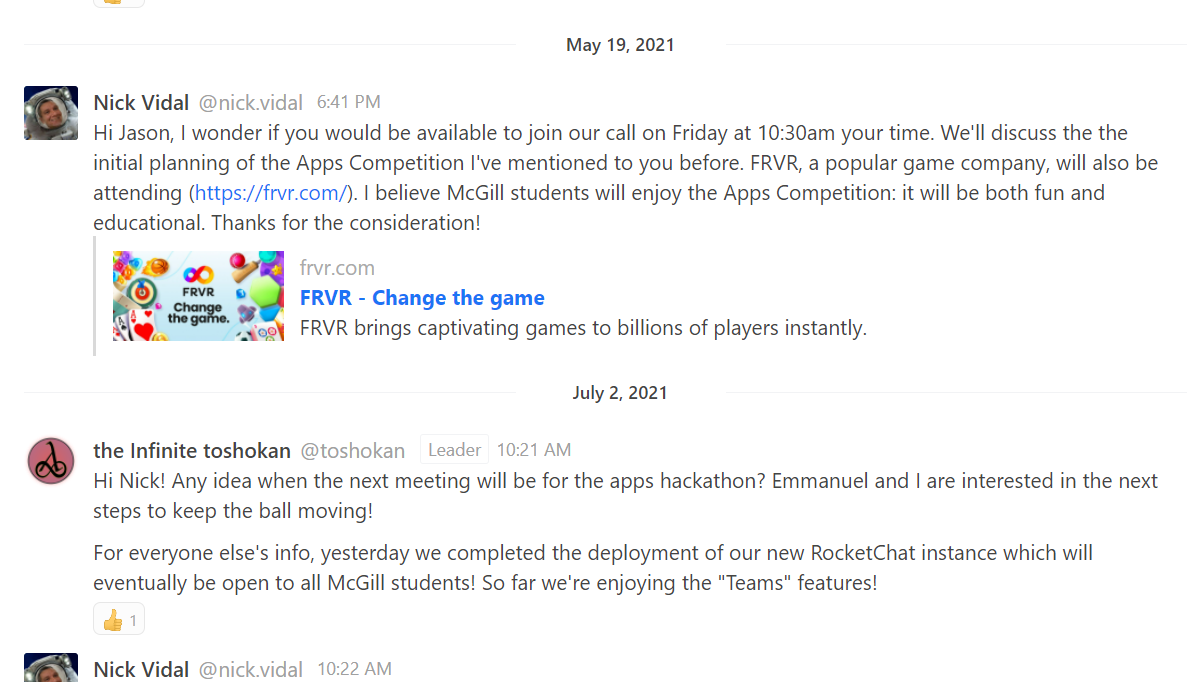 May 19, 2021
Nick Vidal @nick.vidal 6:41 PM
Hi Jason, I wonder if you would be available to join our call on Friday at 10:30am your time. We'll discuss the the
initial planning of the Apps Competition I've mentioned to you before. FRVR, a popular game company, will also be
attending (https://frvr.com/). I believe McGill students will enjoy the Apps Competition: it will be both fun and
educational. Thanks for the consideration!
FRVR
Change
the game.
frvr.com
FRVR - Change the game
FRVR brings captivating games to billions of players instantly.
July 2, 2021
the Infinite toshokan @toshokan Leader 10:21 AM
Hi Nick! Any idea when the next meeting will be for the apps hackathon? Emmanuel and I are interested in the next
steps to keep the ball moving!
For everyone else's info, yesterday we completed the deployment of our new RocketChat instance which will
eventually be open to all McGill students! So far we're enjoying the "Teams" features!
1
Nick Vidal @nick.vidal 10:22 AM